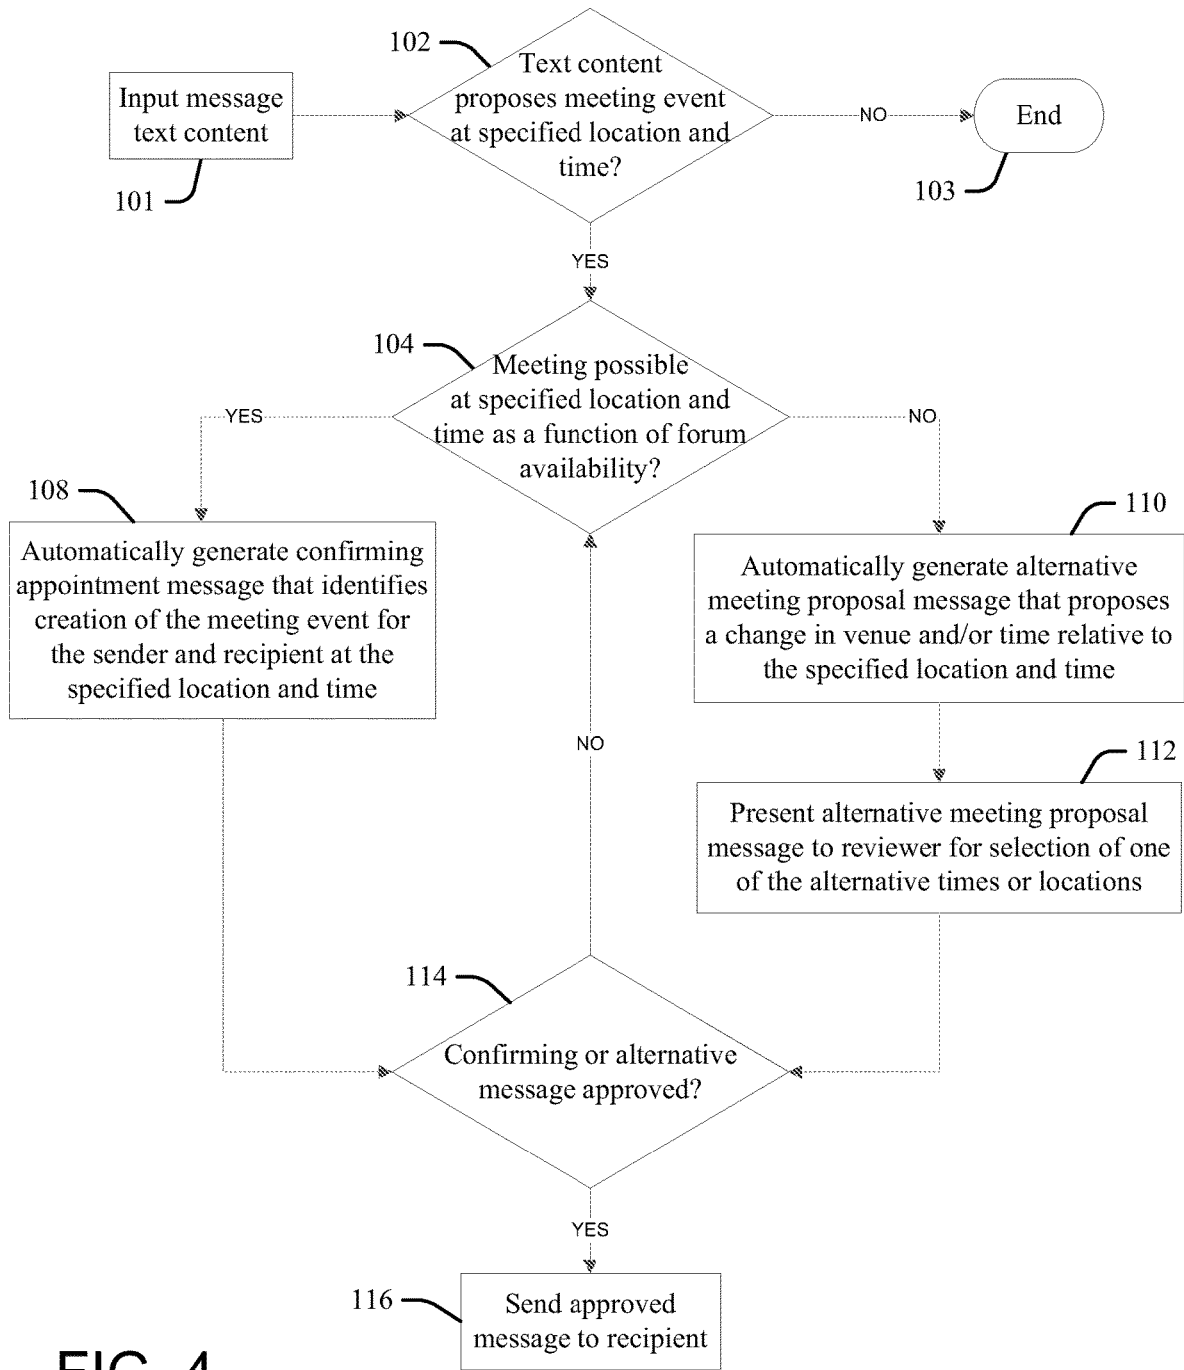 102
Text content
proposes meeting event
at specified location and
time?
Input message
text content
101
NO
End
103
YES
104
Meeting possible
at specified location and
time as a function of forum
availability?
YES
NO
108
Automatically generate confirming
appointment message that identifies
creation of the meeting event for
the sender and recipient at the
specified location and time
110
Automatically generate alternative
meeting proposal message that proposes
a change in venue and/or time relative to
the specified location and time
NO
112
Present alternative meeting proposal
message to reviewer for selection of one
of the alternative times or locations
114
Confirming or alternative
message approved?
YES
116
Send approved
message to recipient
FIG. 4